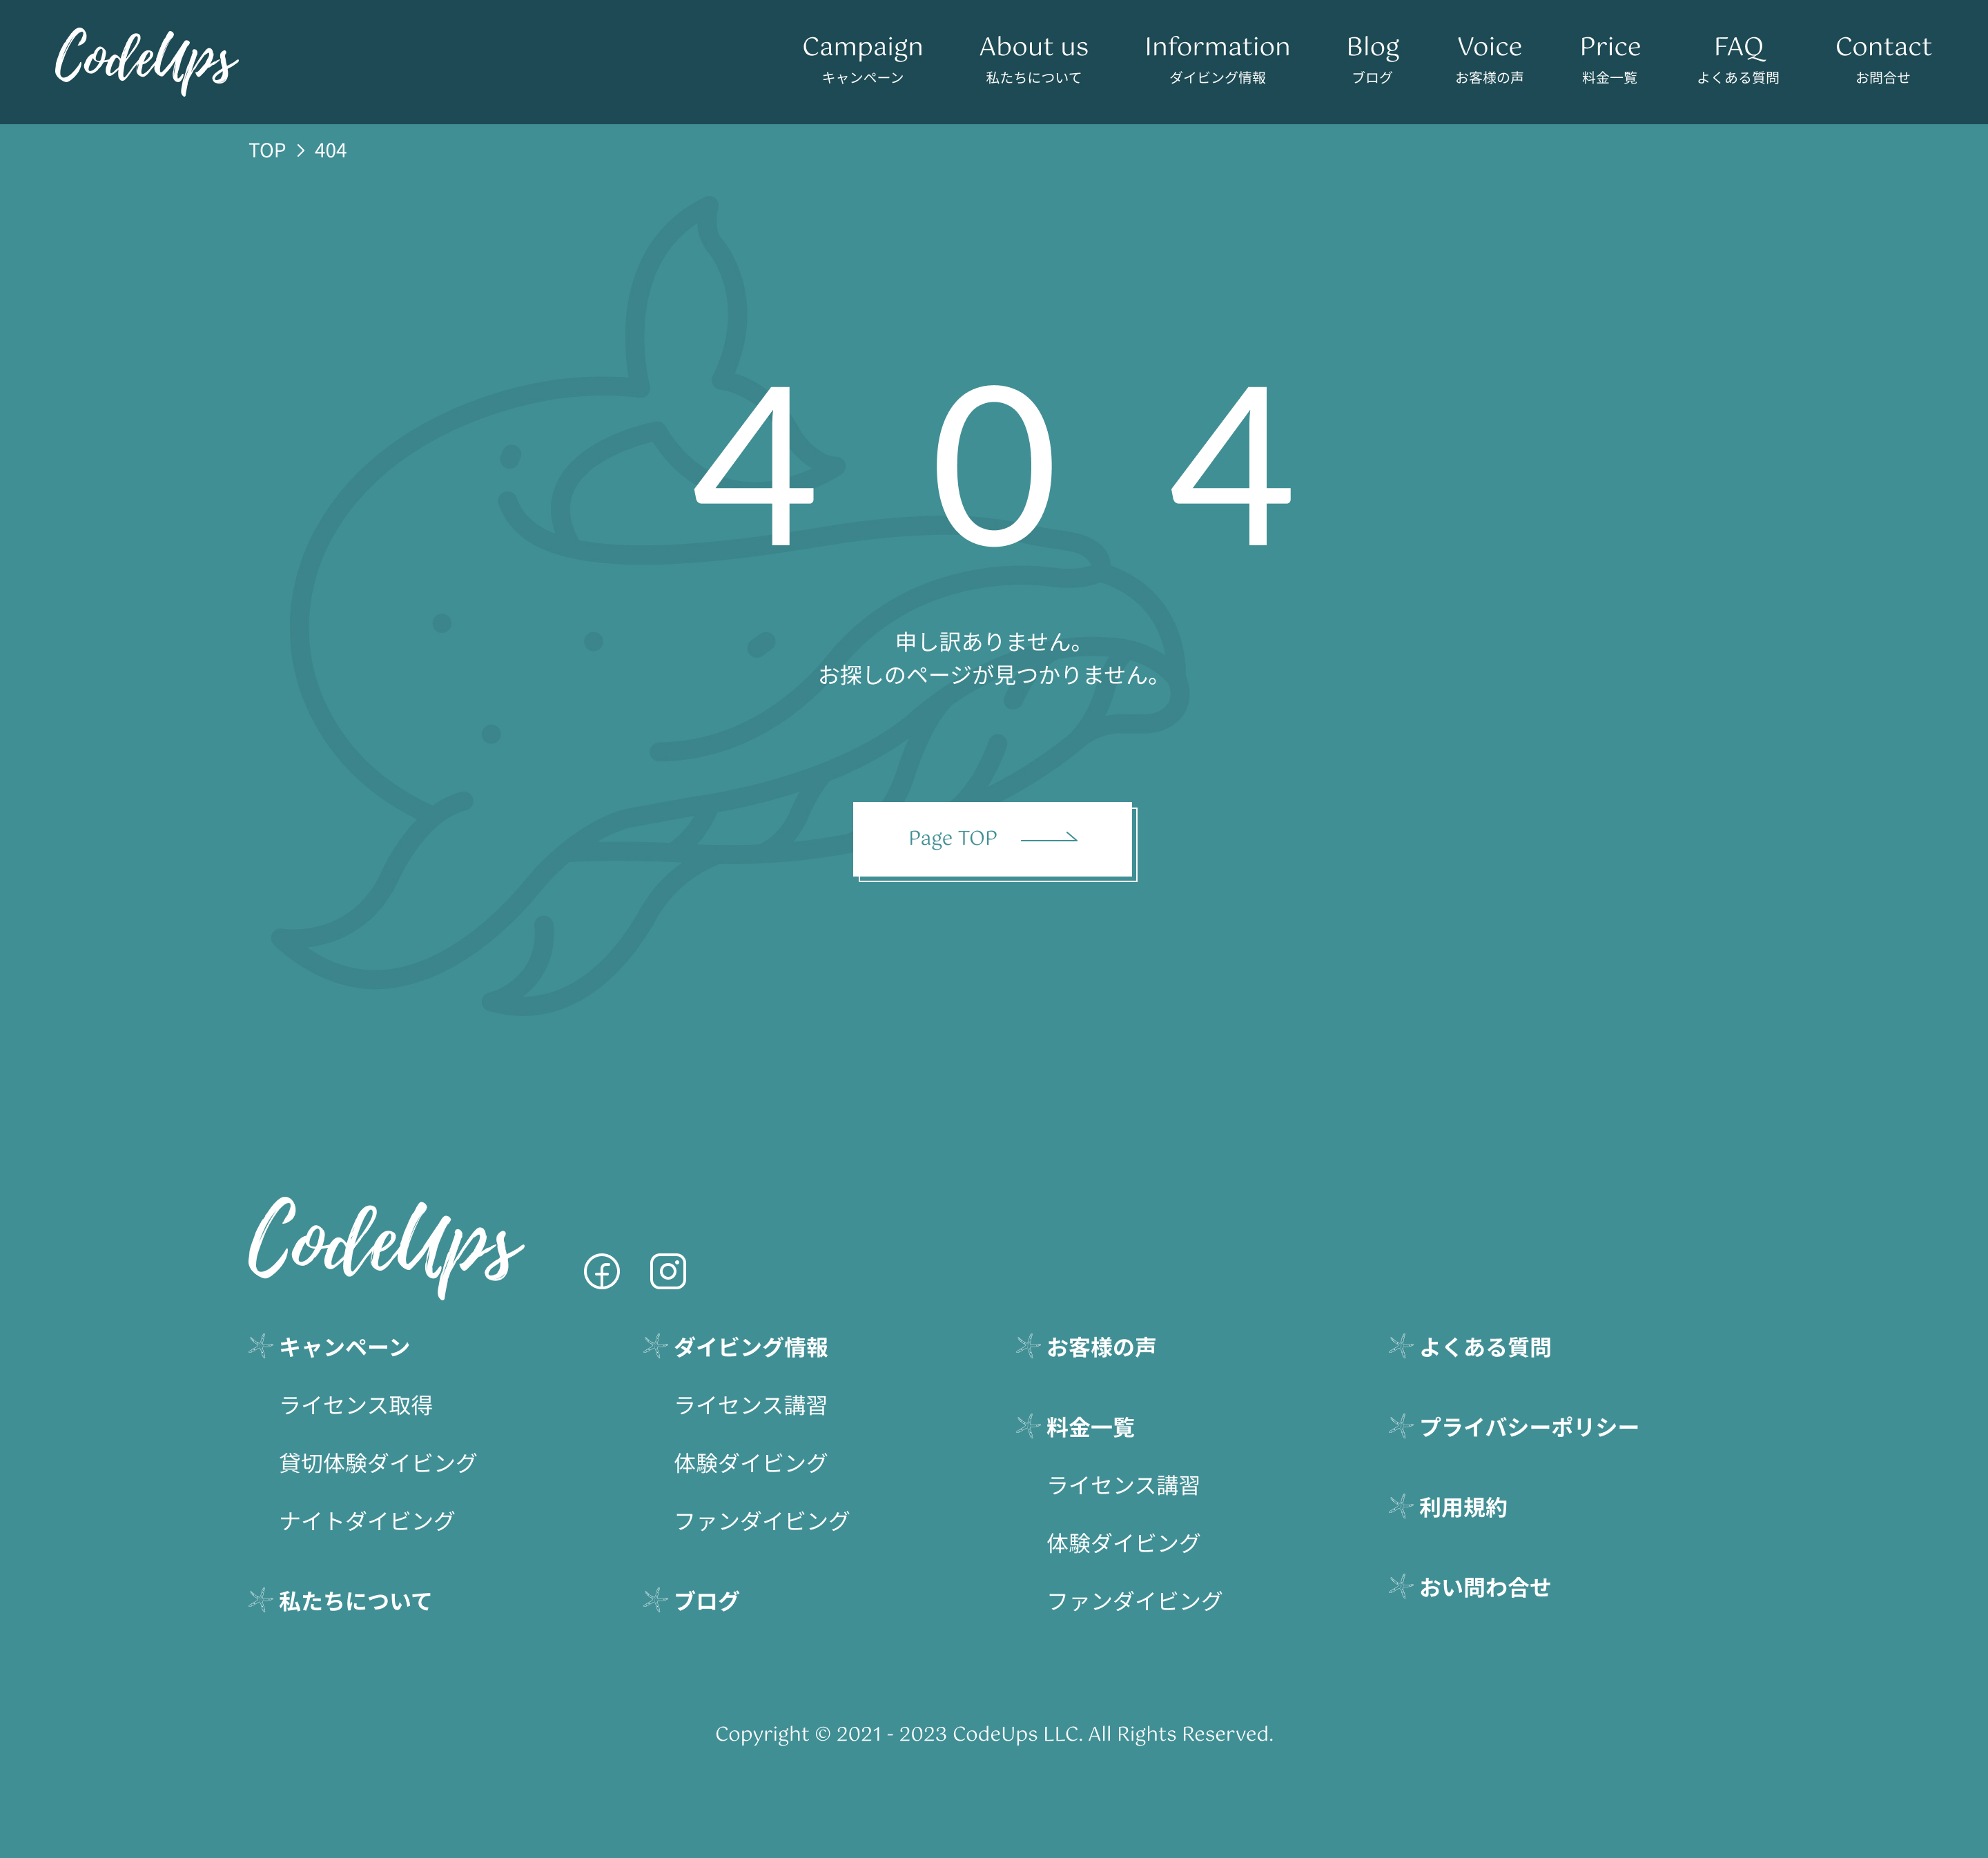 CodeUps
Campaign
キャンペーン
About us
私たちについて
Information
ダイビング情報
Blog
ブログ
Voice
お客様の声
Price
料金一覧
FAQ
よくある質問
Contact
お問合せ
TOP > 404
404
申し訳ありません。
お探しのページが見つかりません。
Page TOP
CodeUps
キャンペーン
ライセンス取得
貸切体験ダイビング
ナイトダイビング
私たちについて
ダイビング情報
ライセンス講習
体験ダイビング
ファンダイビング
ブログ
お客様の声
料金一覧
ライセンス講習
体験ダイビング
ファンダイビング
よくある質問
プライバシーポリシー
利用規約
おい問わ合せ
Copyright © 2021 - 2023 CodeUps LLC. All Rights Reserved.